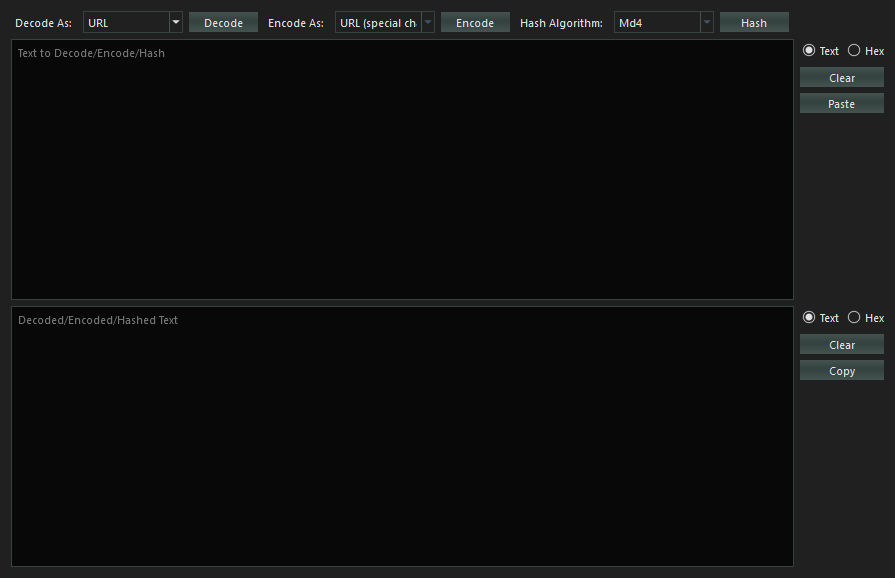 Decode As: URL Decode Encode As: URL (special ch Encode Hash Algorithm: Md4 Hash
Text to Decode/Encode/Hash
Text Hex
Clear
Paste
Decoded/Encoded/Hashed Text
Text Hex
Clear
Copy